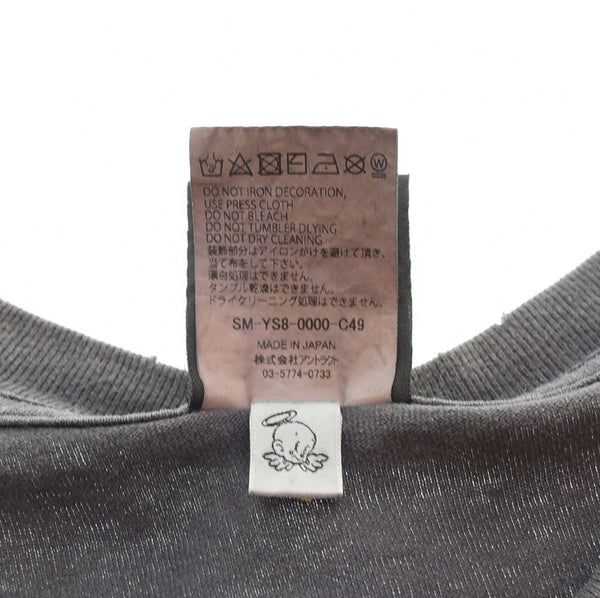 DO NOT IRON DECORATION,
USE PRESS CLOTH
DO NOT BLEACH
DO NOT TUMBLER DLYING
DO NOT DRY CLEANING
装飾部分はアイロンがけを避けて頂き、
当て布をして下さい。
漂白処理はできません。
タンブル乾燥はできません。
ドライクリーニング処理はできません。
SM-YS8-0000-C49
MADE IN JAPAN
株式会社アントラクト
03-5774-0733